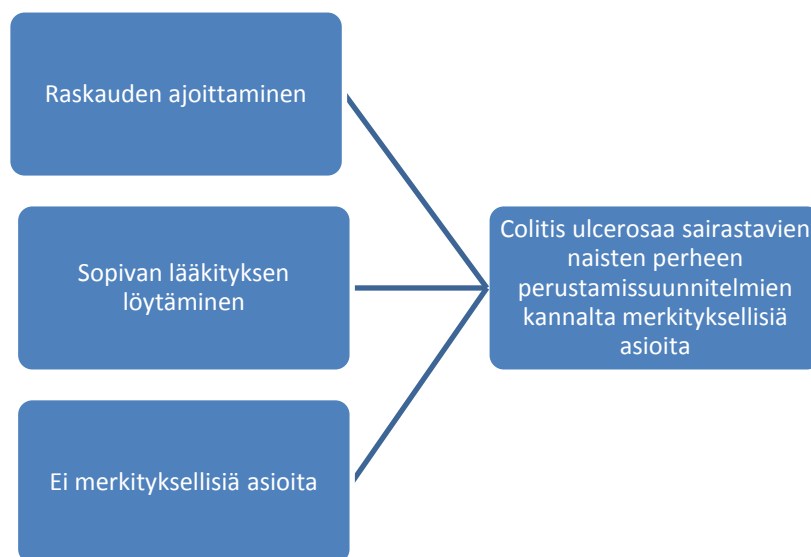 Raskauden ajoittaminen
Sopivan lääkityksen
löytäminen
Ei merkityksellisiä asioita
Colitis ulcerosaa sairastavien
naisten perheen
perustamissuunnitelmien
kannalta merkityksellisiä
asioita